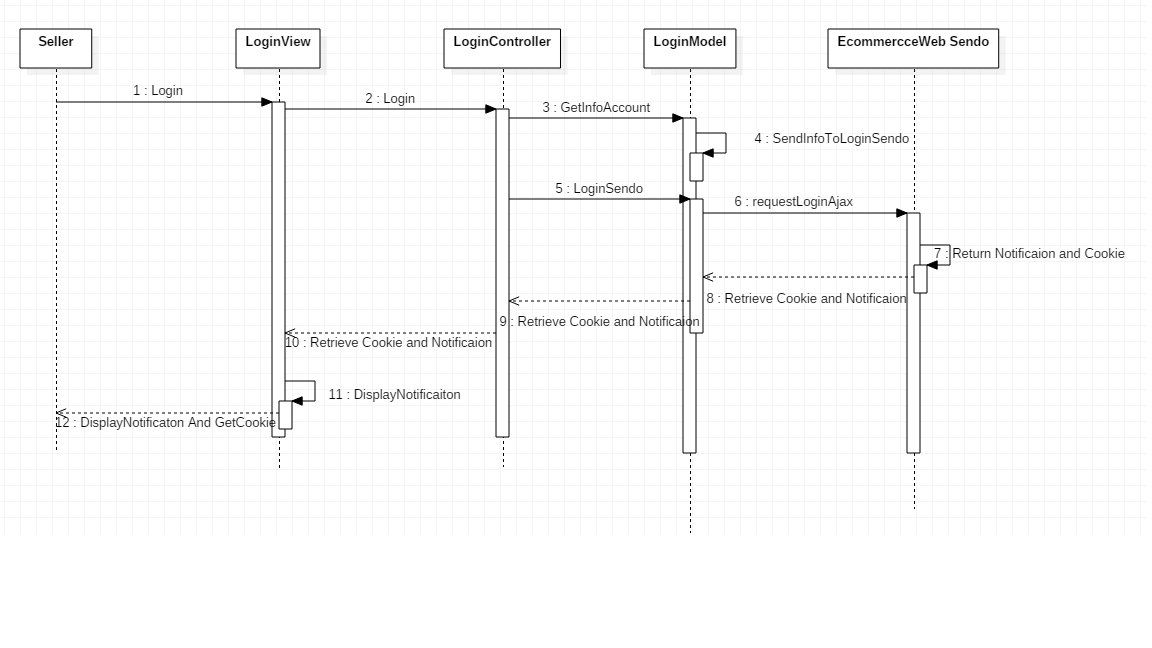 Seller
LoginView
LoginController
LoginModel
EcommercceWeb Sendo
1 : Login
2 : Login
3 : GetInfoAccount
4 : SendInfoToLoginSendo
5 : LoginSendo
6 : requestLoginAjax
7 : Return Notificaion and Cookie
8 : Retrieve Cookie and Notificaion
9 : Retrieve Cookie and Notificaion
10 : Retrieve Cookie and Notificaion
11 : DisplayNotificaiton
12 : DisplayNotificaton And GetCookie